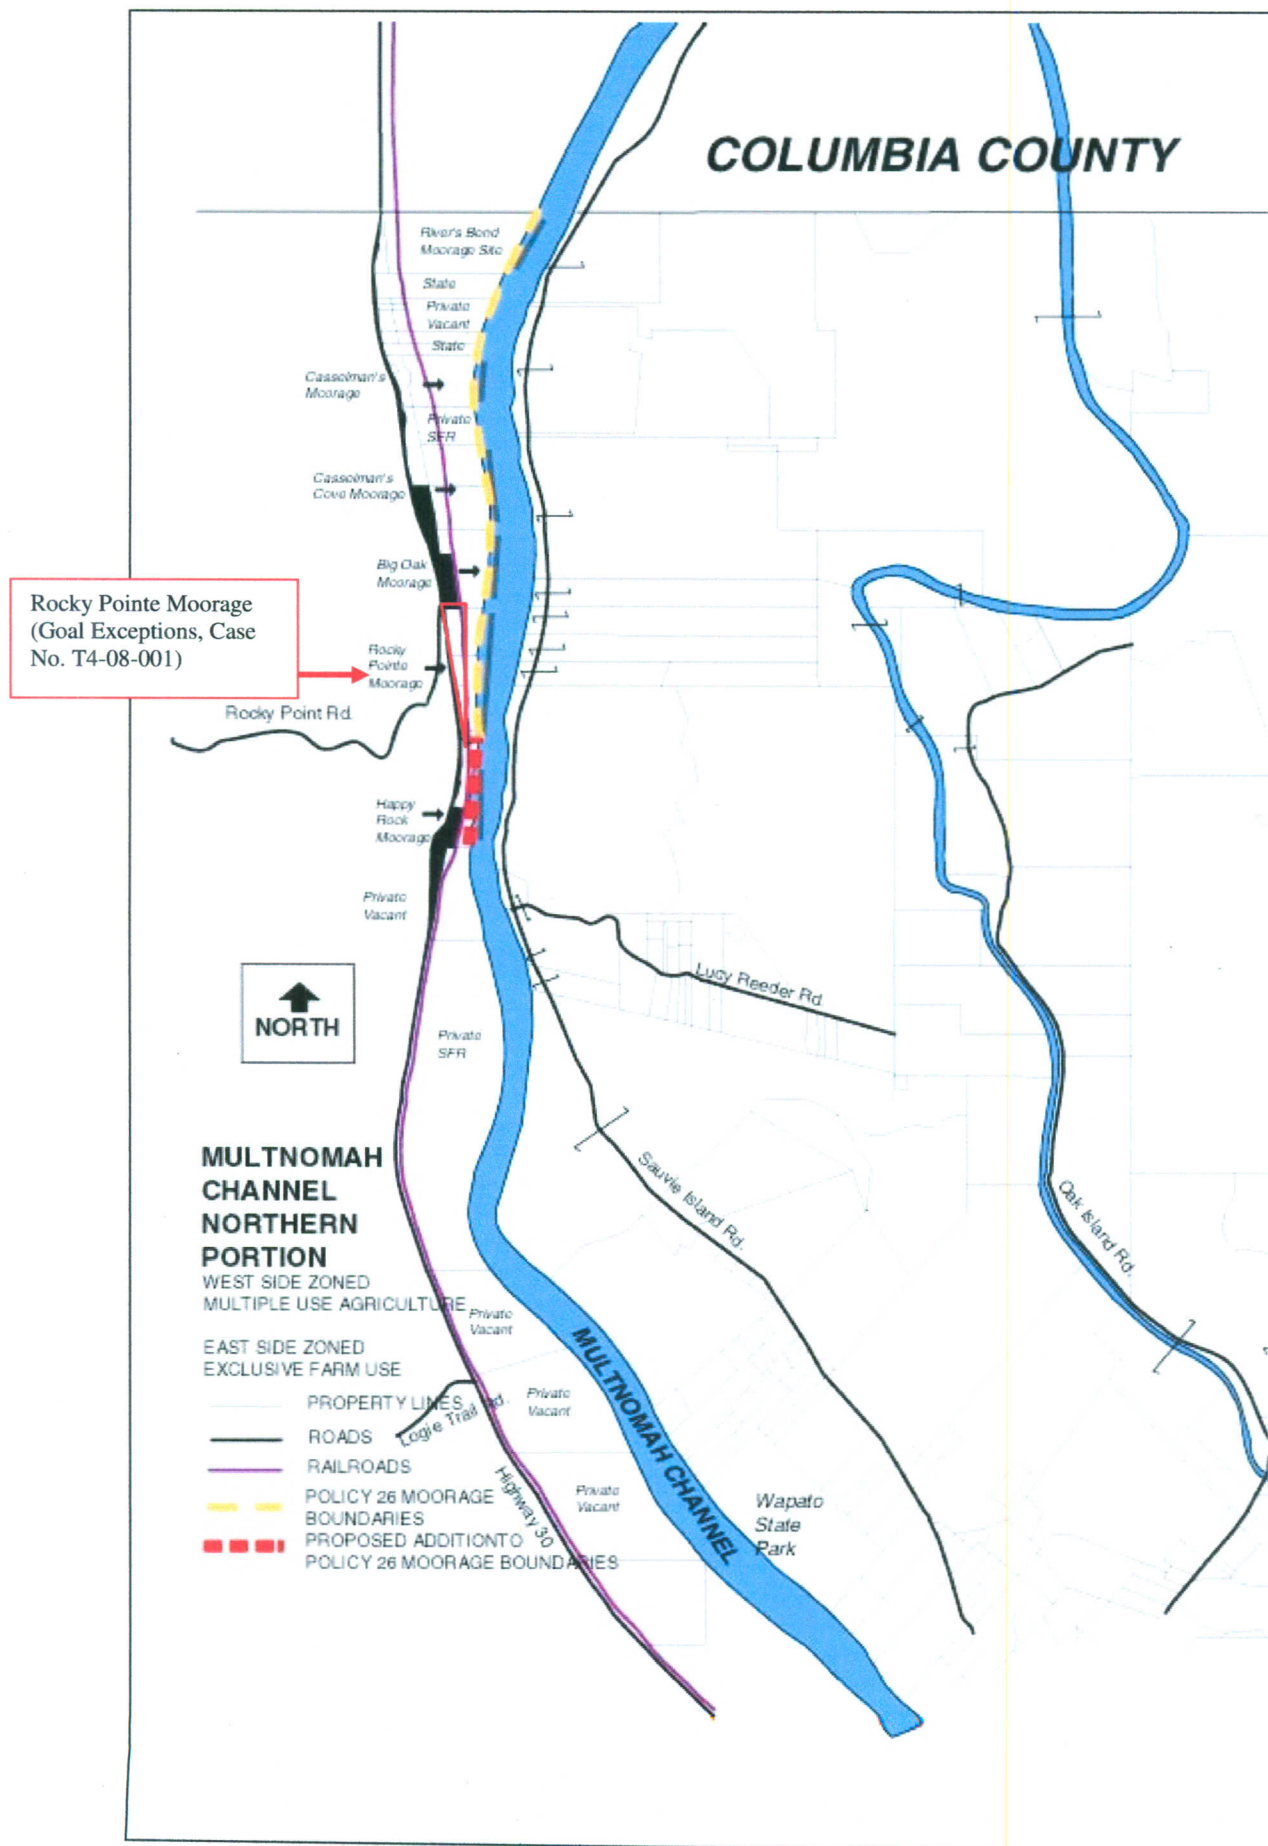 COLUMBIA COUNTY
River's Bend
Moorage Site
State
Private
Vacant
State
Casselman's
Moorage
Private
SFR
Casselman's
Cove Moorage
Big Oak
Moorage
Rocky Pointe Moorage
(Goal Exceptions, Case
No. T4-08-001)
Rocky
Pointe
Moorage
Rocky Point Rd.
Happy
Rock
Moorage
Private
Vacant
Lucy Reeder Rd.
NORTH
Private
SFR
Sauvie Island Rd.
Oak Island Rd.
MULTNOMAH
CHANNEL
NORTHERN
PORTION
WEST SIDE ZONED
MULTIPLE USE AGRICULTURE
Private
Vacant
EAST SIDE ZONED
EXCLUSIVE FARM USE
MULTNOMAH CHANNEL
PROPERTY LINES
Private
Vacant
Logie Trail Rd.
ROADS
RAILROADS
Highway 30
Private
Vacant
Wapato
State
Park
POLICY 26 MOORAGE
BOUNDARIES
PROPOSED ADDITIONTO
POLICY 26 MOORAGE BOUNDARIES